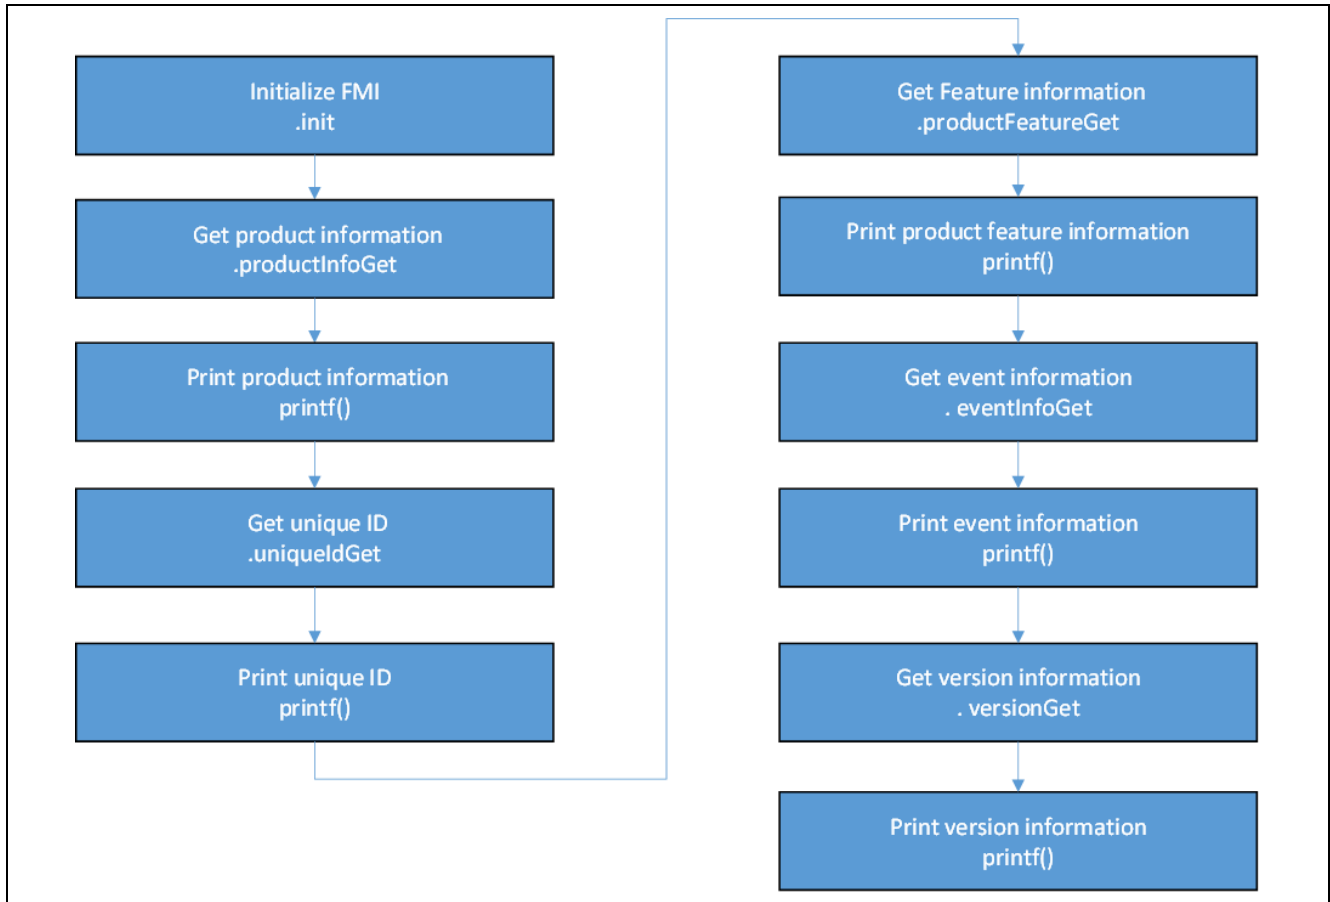 Initialize FMI
.init
Get product information
.productInfoGet
Print product information
printf()
Get unique ID
.uniqueIdGet
Print unique ID
printf()
Get Feature information
.productFeatureGet
Print product feature information
printf()
Get event information
. eventInfoGet
Print event information
printf()
Get version information
. versionGet
Print version information
printf()